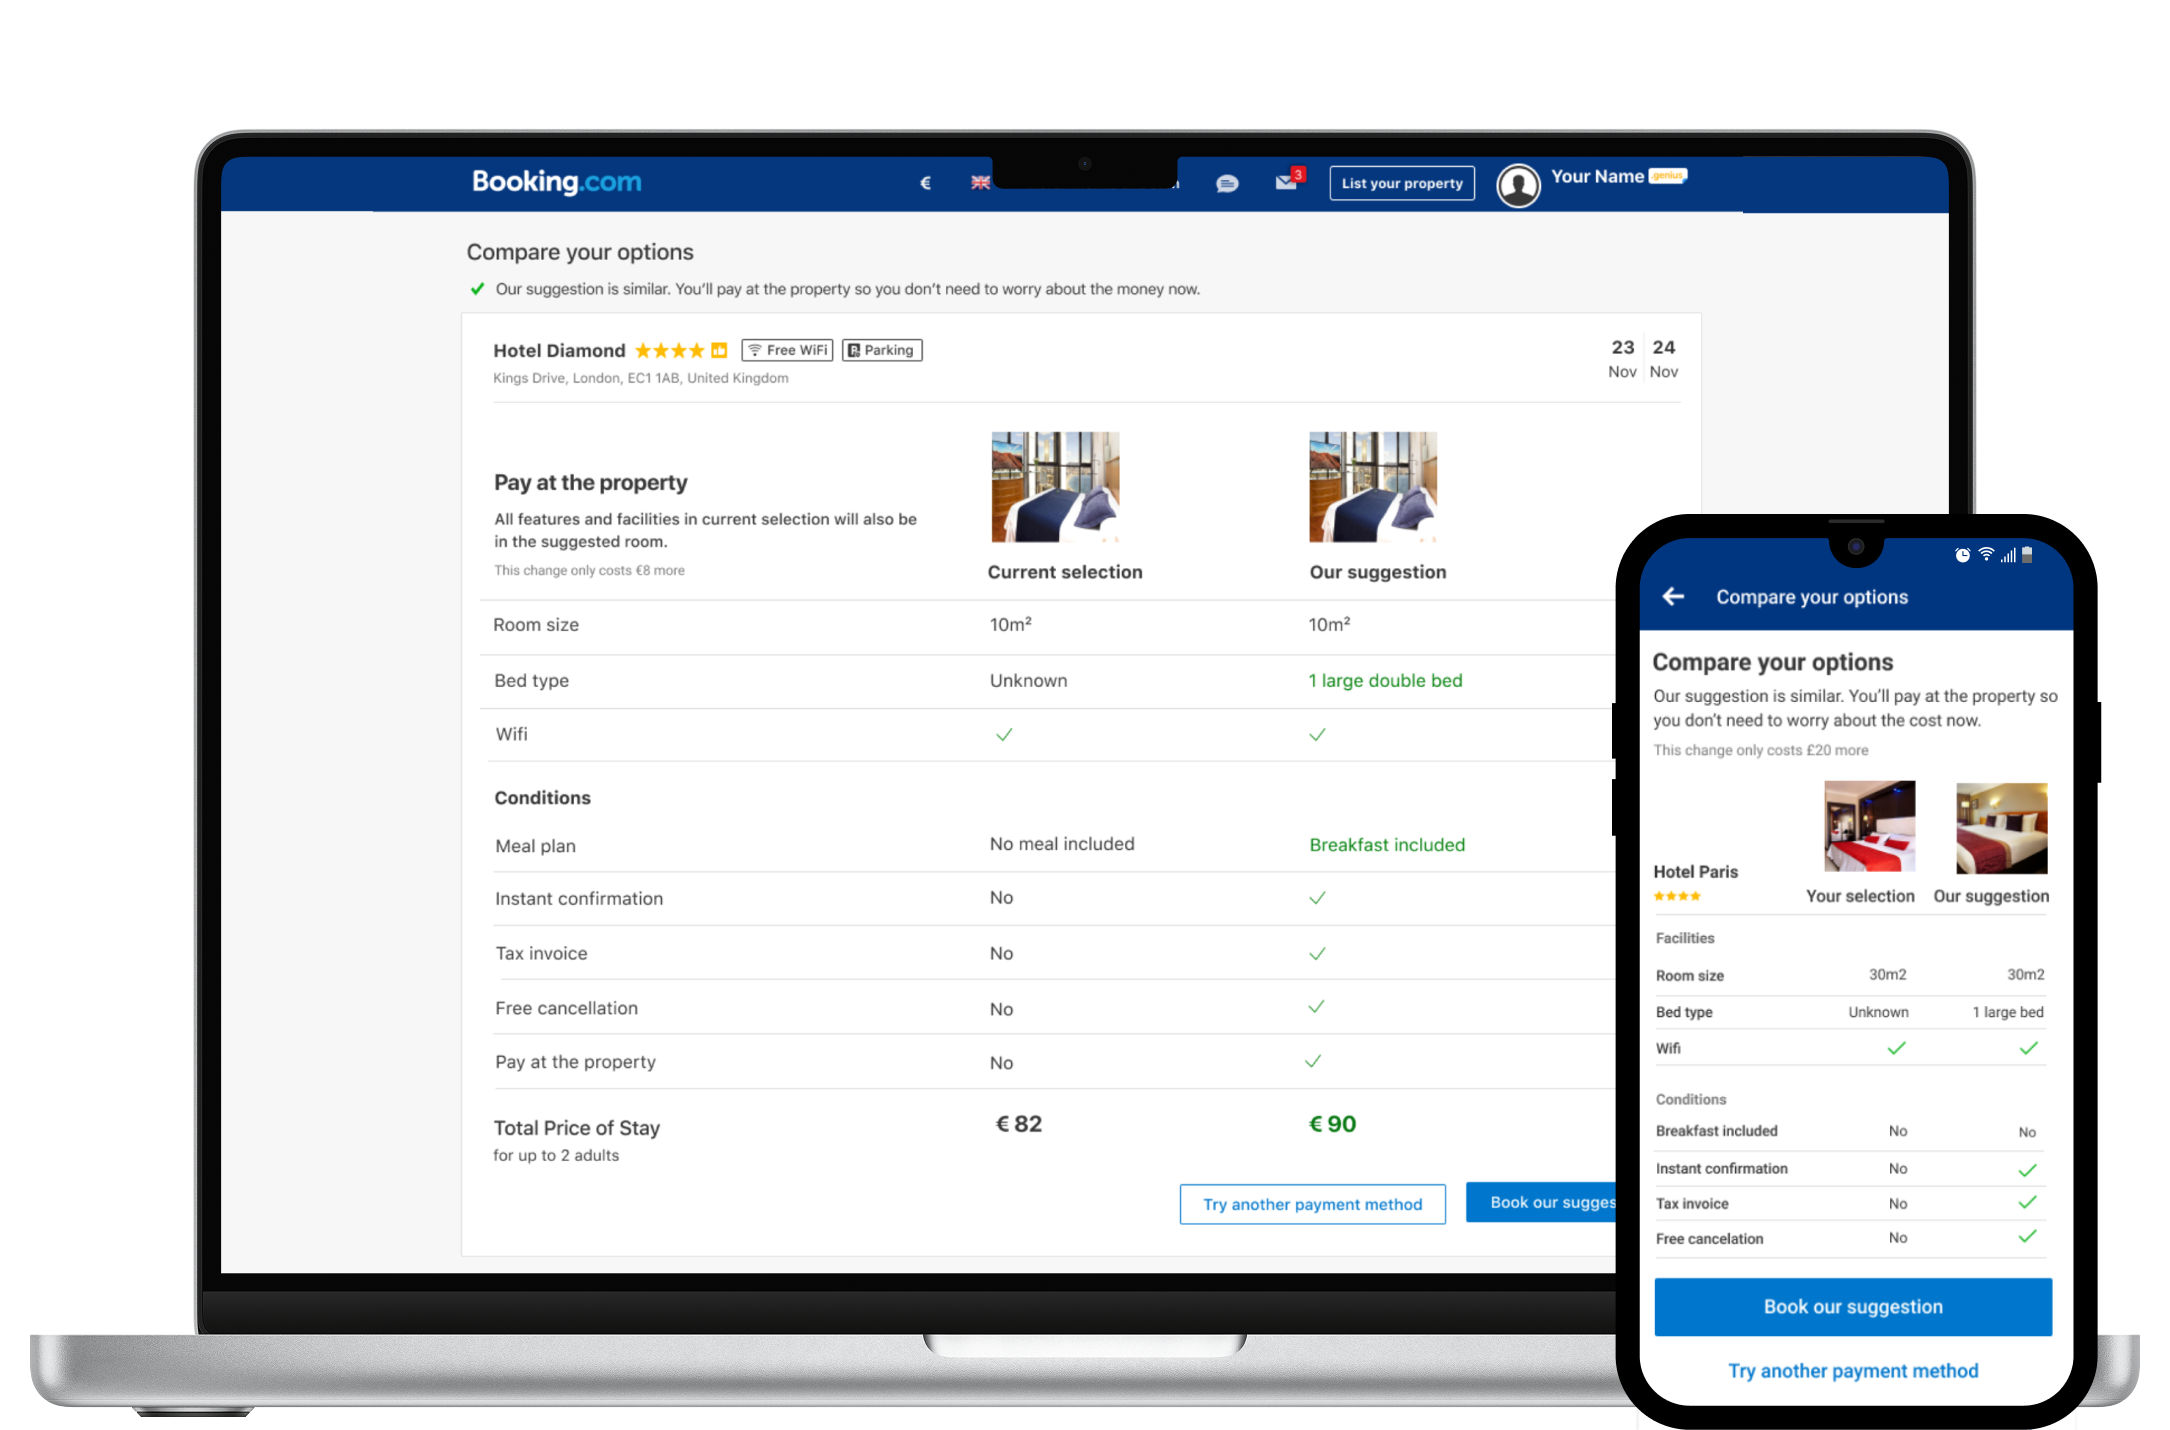 Booking.com
€
3
List your property
Your Name
genius
Compare your options
Our suggestion is similar. You'll pay at the property so you don't need to worry about the money now.
Hotel Diamond
Free WiFi
Parking
Kings Drive, London, EC1 1AB, United Kingdom
23 24
Nov Nov
Pay at the property
All features and facilities in current selection will also be
in the suggested room.
This change only costs €8 more
Current selection
Our suggestion
Room size 10m² 10m²
Bed type Unknown 1 large double bed
Wifi
Conditions
Meal plan No meal included Breakfast included
Instant confirmation No
Tax invoice No
Free cancellation No
Pay at the property No
Total Price of Stay € 82 € 90
for up to 2 adults
Try another payment method
Book our sugges
Compare your options
Compare your options
Our suggestion is similar. You'll pay at the property so
you don't need to worry about the cost now.
This change only costs £20 more
Hotel Paris
Your selection Our suggestion
Facilities
Room size 30m2 30m2
Bed type Unknown 1 large bed
Wifi
Conditions
Breakfast included No No
Instant confirmation No
Tax invoice No
Free cancelation No
Book our suggestion
Try another payment method